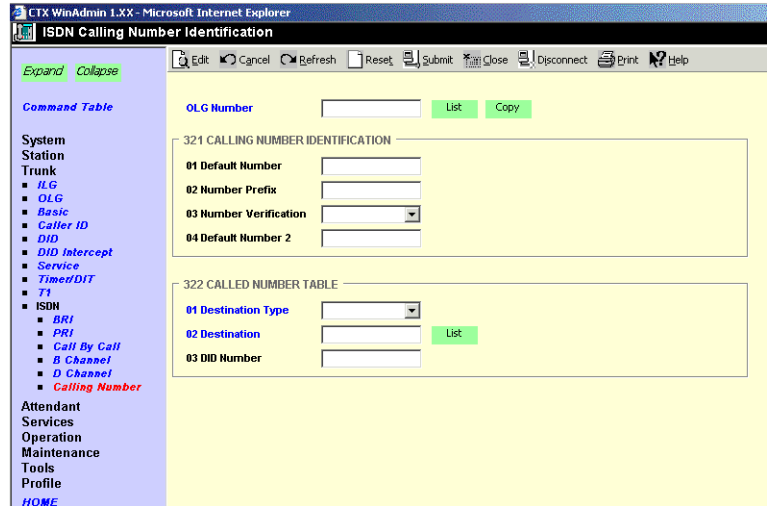 CTX WinAdmin 1.XX - Microsoft Internet Explorer
ISDN Calling Number Identification
Edit Cancel Refresh Reset Submit Close Disconnect Print Help
Expand Collapse
Command Table
System
Station
Trunk
ILG
OLG
Basic
Caller ID
DID
DID Intercept
Service
Timer/DIT
T1
ISDN
BRI
PRI
Call By Call
B Channel
D Channel
Calling Number
Attendant
Services
Operation
Maintenance
Tools
Profile
HOME
OLG Number List Copy
321 CALLING NUMBER IDENTIFICATION
01 Default Number
02 Number Prefix
03 Number Verification
04 Default Number 2
322 CALLED NUMBER TABLE
01 Destination Type
02 Destination List
03 DID Number